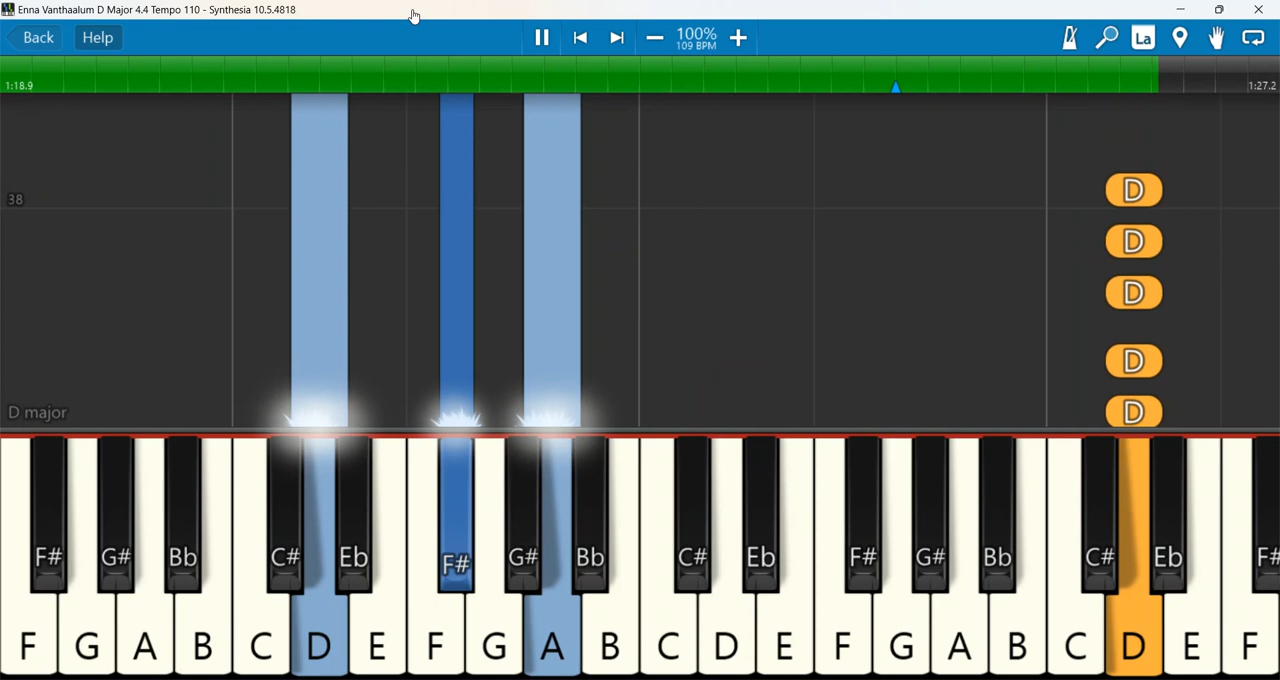 Enna Vanthaalum D Major 4.4 Tempo 110 - Synthesia 10.5.4818
Back Help 100% La
109 BPM
1:18.9 1:27.2
D
38
D
D
D
D major D
F# G# Bb C# Eb F# G# Bb C# Eb F# G# Bb C# Eb F#
F G A B C D E F G A B C D E F G A B C D E F